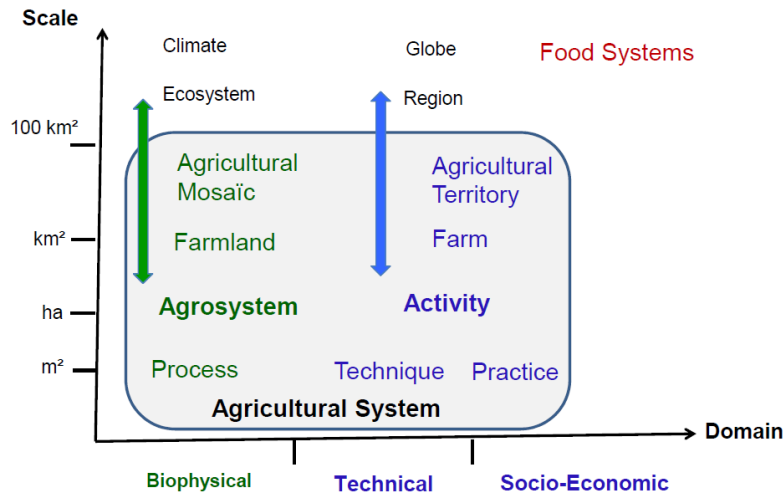 Scale
Climate
Globe
Food Systems
Ecosystem
Region
100 km²
Agricultural
Mosaïc
Agricultural
Territory
km²
Farmland
Farm
ha
Agrosystem
Activity
m²
Process
Technique
Practice
Agricultural System
Domain
Biophysical
Technical
Socio-Economic